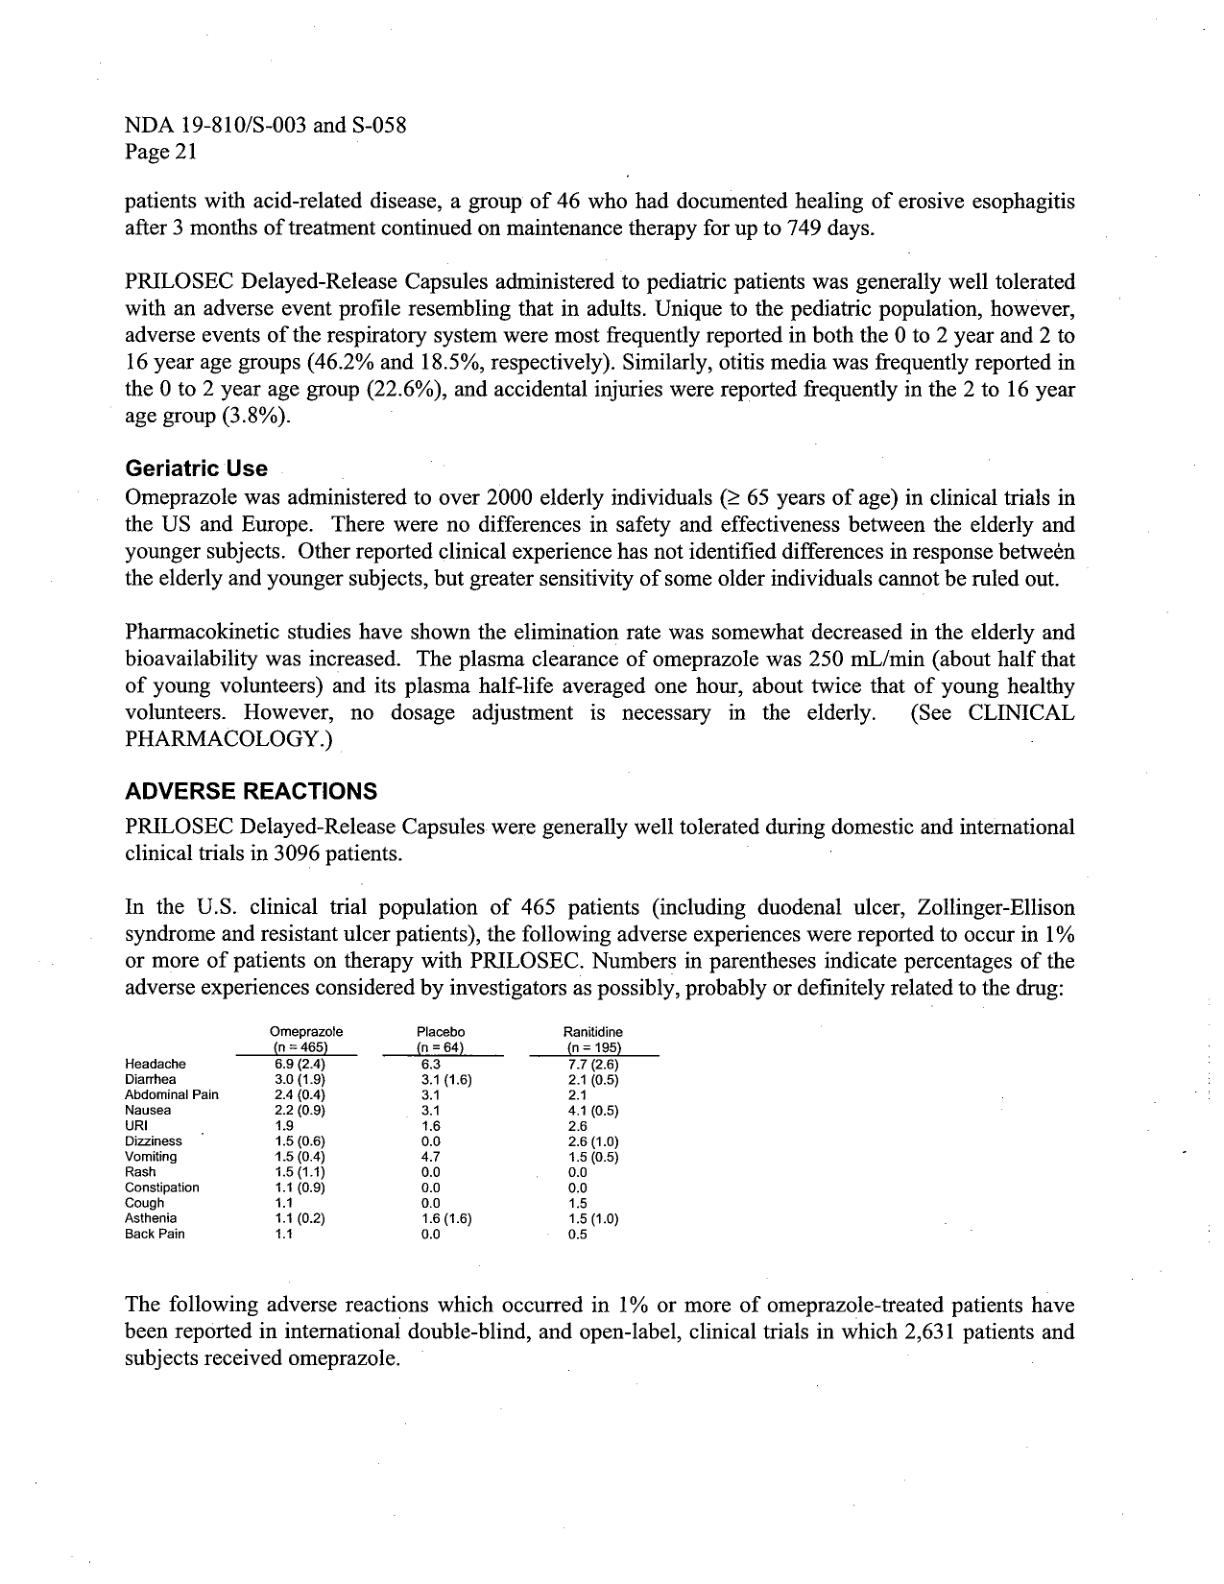 NDA 19-810/S-003 and S-058
Page 21
patients with acid-related disease, a group of 46 who had documented healing of erosive esophagitis
after 3 months of treatment continued on maintenance therapy for up to 749 days.
PRILOSEC Delayed-Release Capsules administered to pediatric patients was generally well tolerated
with an adverse event profile resembling that in adults. Unique to the pediatric population, however,
adverse events of the respiratory system were most frequently reported in both the 0 to 2 year and 2 to
16 year age groups (46.2% and 18.5%, respectively). Similarly, otitis media was frequently reported in
the 0 to 2 year age group (22.6%), and accidental injuries were reported frequently in the 2 to 16 year
age group (3.8%).
Geriatric Use
Omeprazole was administered to over 2000 elderly individuals (≥ 65 years of age) in clinical trials in
the US and Europe. There were no differences in safety and effectiveness between the elderly and
younger subjects. Other reported clinical experience has not identified differences in response between
the elderly and younger subjects, but greater sensitivity of some older individuals cannot be ruled out.
Pharmacokinetic studies have shown the elimination rate was somewhat decreased in the elderly and
bioavailability was increased. The plasma clearance of omeprazole was 250 mL/min (about half that
of young volunteers) and its plasma half-life averaged one hour, about twice that of young healthy
volunteers. However, no dosage adjustment is necessary in the elderly. (See CLINICAL
PHARMACOLOGY.)
ADVERSE REACTIONS
PRILOSEC Delayed-Release Capsules were generally well tolerated during domestic and international
clinical trials in 3096 patients.
In the U.S. clinical trial population of 465 patients (including duodenal ulcer, Zollinger-Ellison
syndrome and resistant ulcer patients), the following adverse experiences were reported to occur in 1%
or more of patients on therapy with PRILOSEC. Numbers in parentheses indicate percentages of the
adverse experiences considered by investigators as possibly, probably or definitely related to the drug:
Omeprazole Placebo Ranitidine
(n = 465) (n = 64) (n = 195)
Headache 6.9 (2.4) 6.3 7.7 (2.6)
Diarrhea 3.0 (1.9) 3.1 (1.6) 2.1 (0.5)
Abdominal Pain 2.4 (0.4) 3.1 2.1
Nausea 2.2 (0.9) 3.1 4.1 (0.5)
URI 1.9 1.6 2.6
Dizziness 1.5 (0.6) 0.0 2.6 (1.0)
Vomiting 1.5 (0.4) 4.7 1.5 (0.5)
Rash 1.5 (1.1) 0.0 0.0
Constipation 1.1 (0.9) 0.0 0.0
Cough 1.1 0.0 1.5
Asthenia 1.1 (0.2) 1.6 (1.6) 1.5 (1.0)
Back Pain 1.1 0.0 0.5
The following adverse reactions which occurred in 1% or more of omeprazole-treated patients have
been reported in international double-blind, and open-label, clinical trials in which 2,631 patients and
subjects received omeprazole.